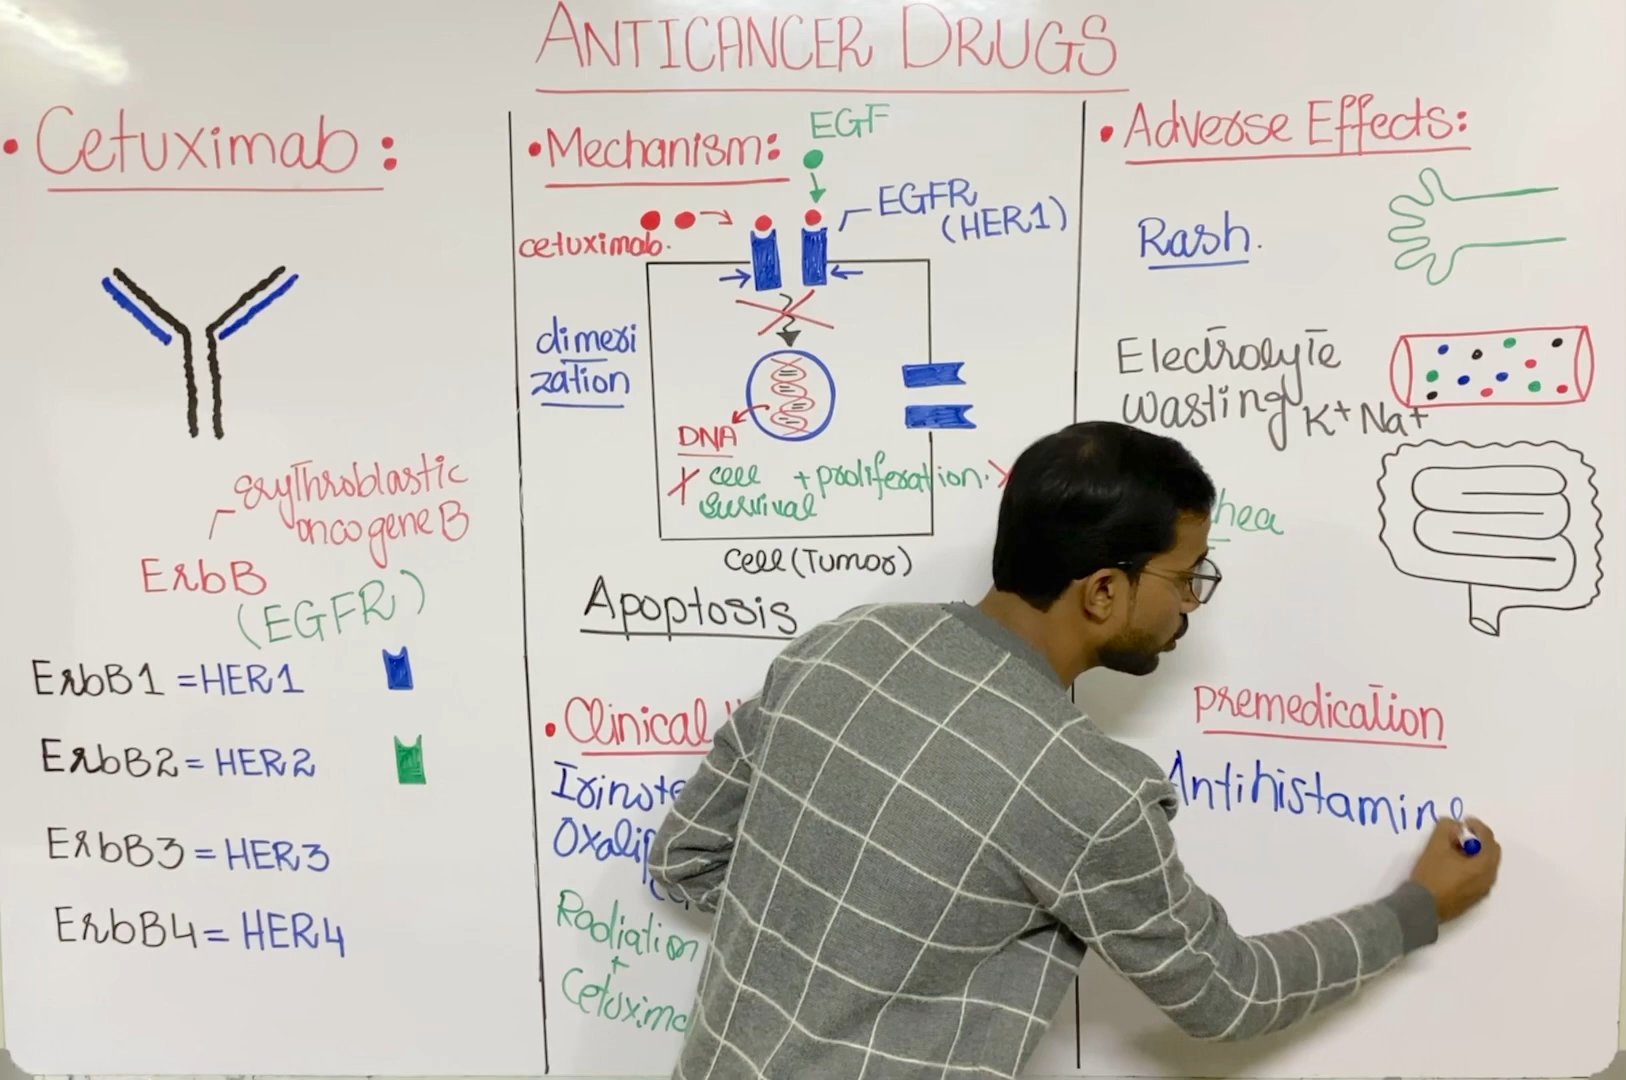 ANTICANCER DRUGS
• Cetuximab :
erythroblastic
oncogene B
ErbB
(EGFR)
ErbB1 = HER1
ErbB2 = HER2
ErbB3 = HER3
ErbB4 = HER4
• Mechanism:
EGF
EGFR
(HER1)
cetuximab.
dimeri
zation
DNA
X cell + proliferation. X
survival
Cell (Tumor)
Apoptosis
• Clinical
Radiation
+
• Adverse Effects:
Rash.
Electrolyte
wasting K+ Na+
Premedication
Antihistamine